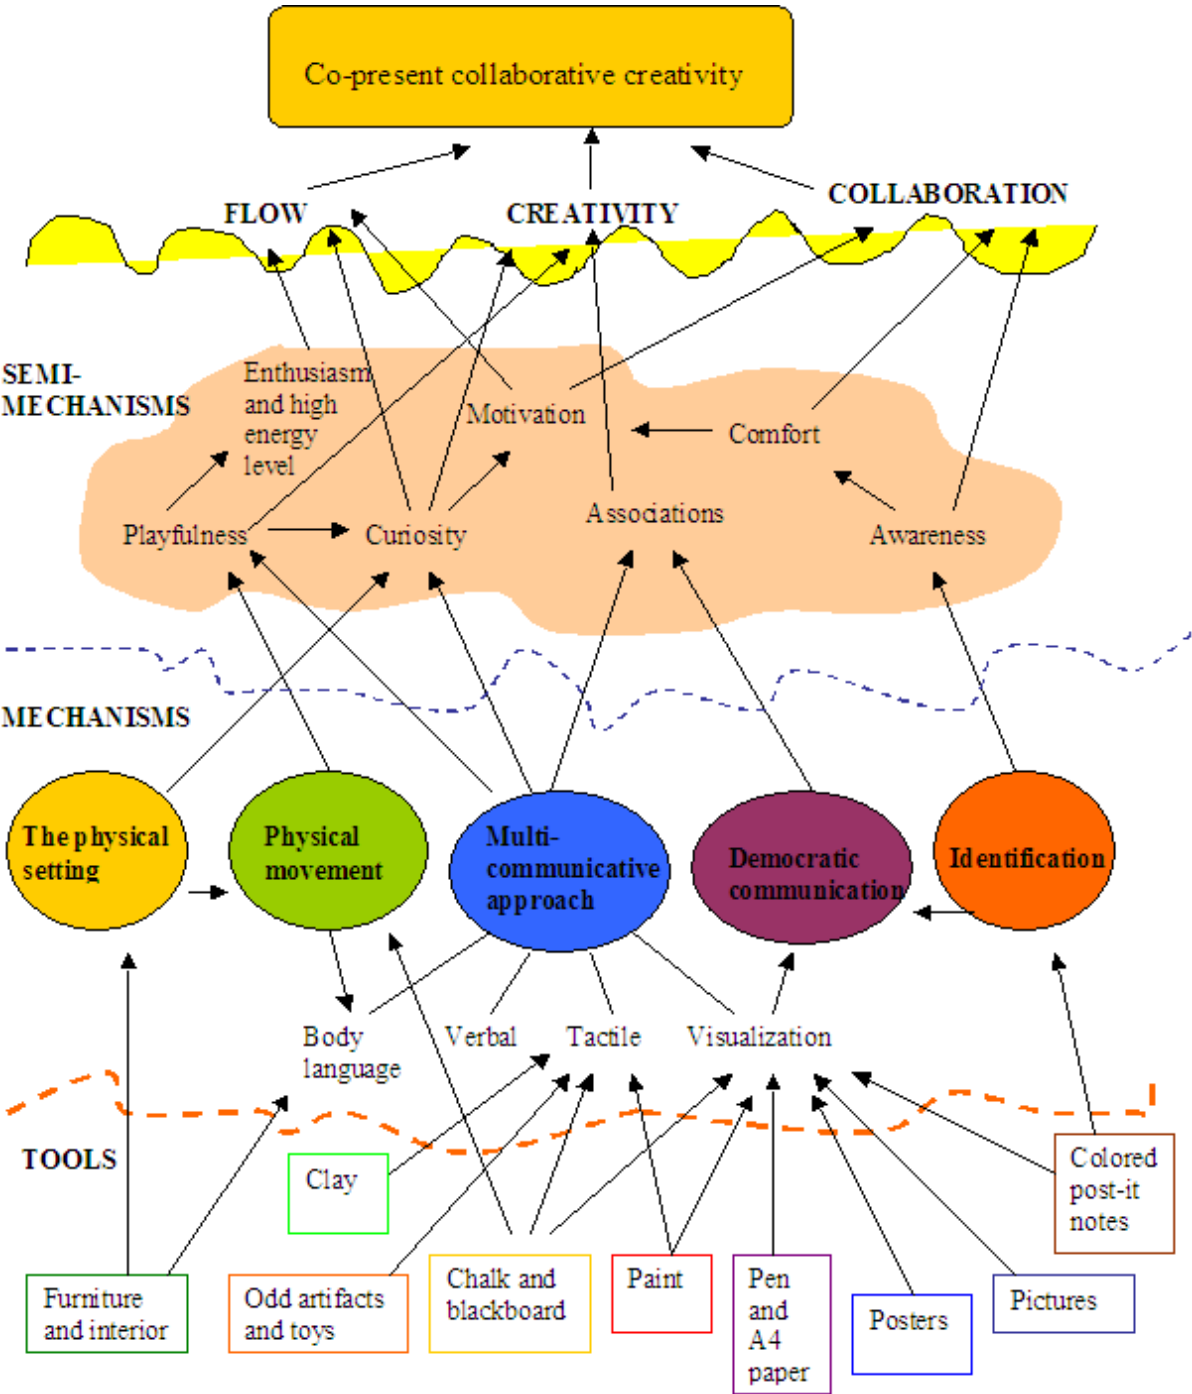 Co-present collaborative creativity
FLOW
CREATIVITY
COLLABORATION
SEMI-
MECHANISMS
Enthusiasm
and high
energy
level
Motivation
Comfort
Playfulness
Curiosity
Associations
Awareness
MECHANISMS
The physical
setting
Physical
movement
Multi-
communicative
approach
Democratic
communication
Identification
Body
language
Verbal
Tactile
Visualization
TOOLS
Clay
Colored
post-it
notes
Furniture
and interior
Odd artifacts
and toys
Chalk and
blackboard
Paint
Pen
and
A4
paper
Posters
Pictures